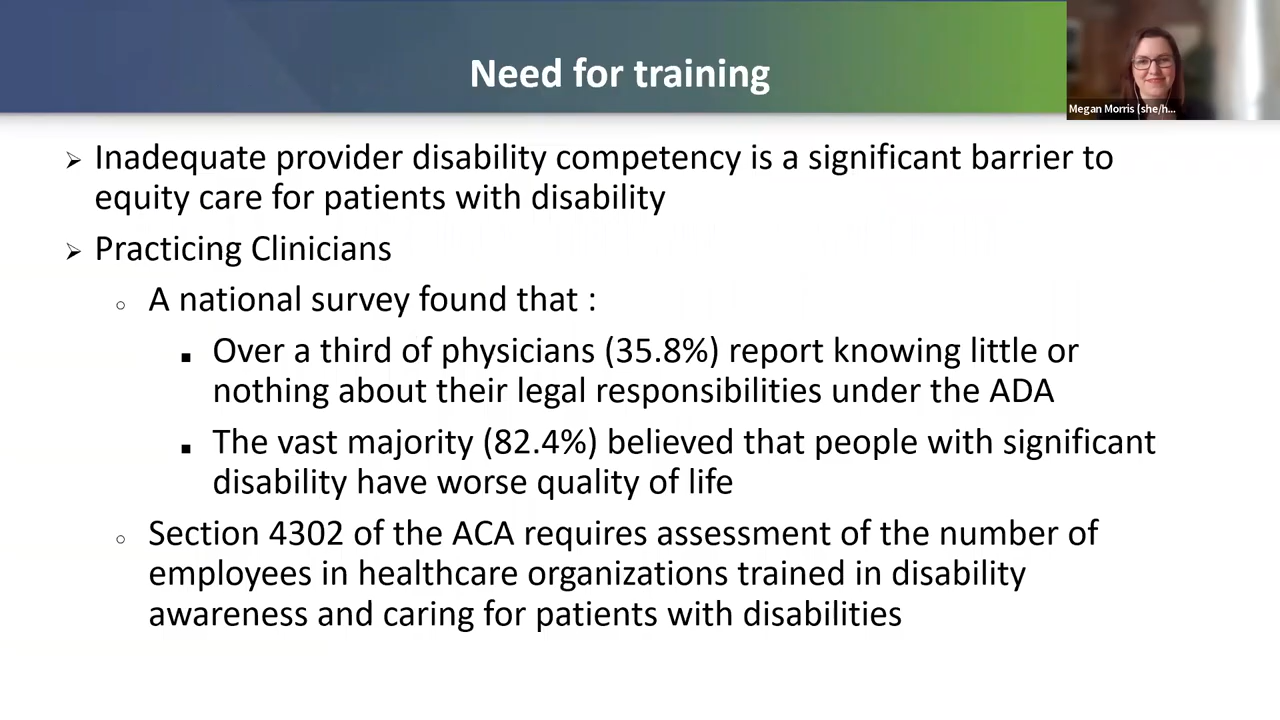 Need for training
Megan Morris (she/h...
➢ Inadequate provider disability competency is a significant barrier to
equity care for patients with disability
➢ Practicing Clinicians
○ A national survey found that :
■ Over a third of physicians (35.8%) report knowing little or
nothing about their legal responsibilities under the ADA
■ The vast majority (82.4%) believed that people with significant
disability have worse quality of life
○ Section 4302 of the ACA requires assessment of the number of
employees in healthcare organizations trained in disability
awareness and caring for patients with disabilities